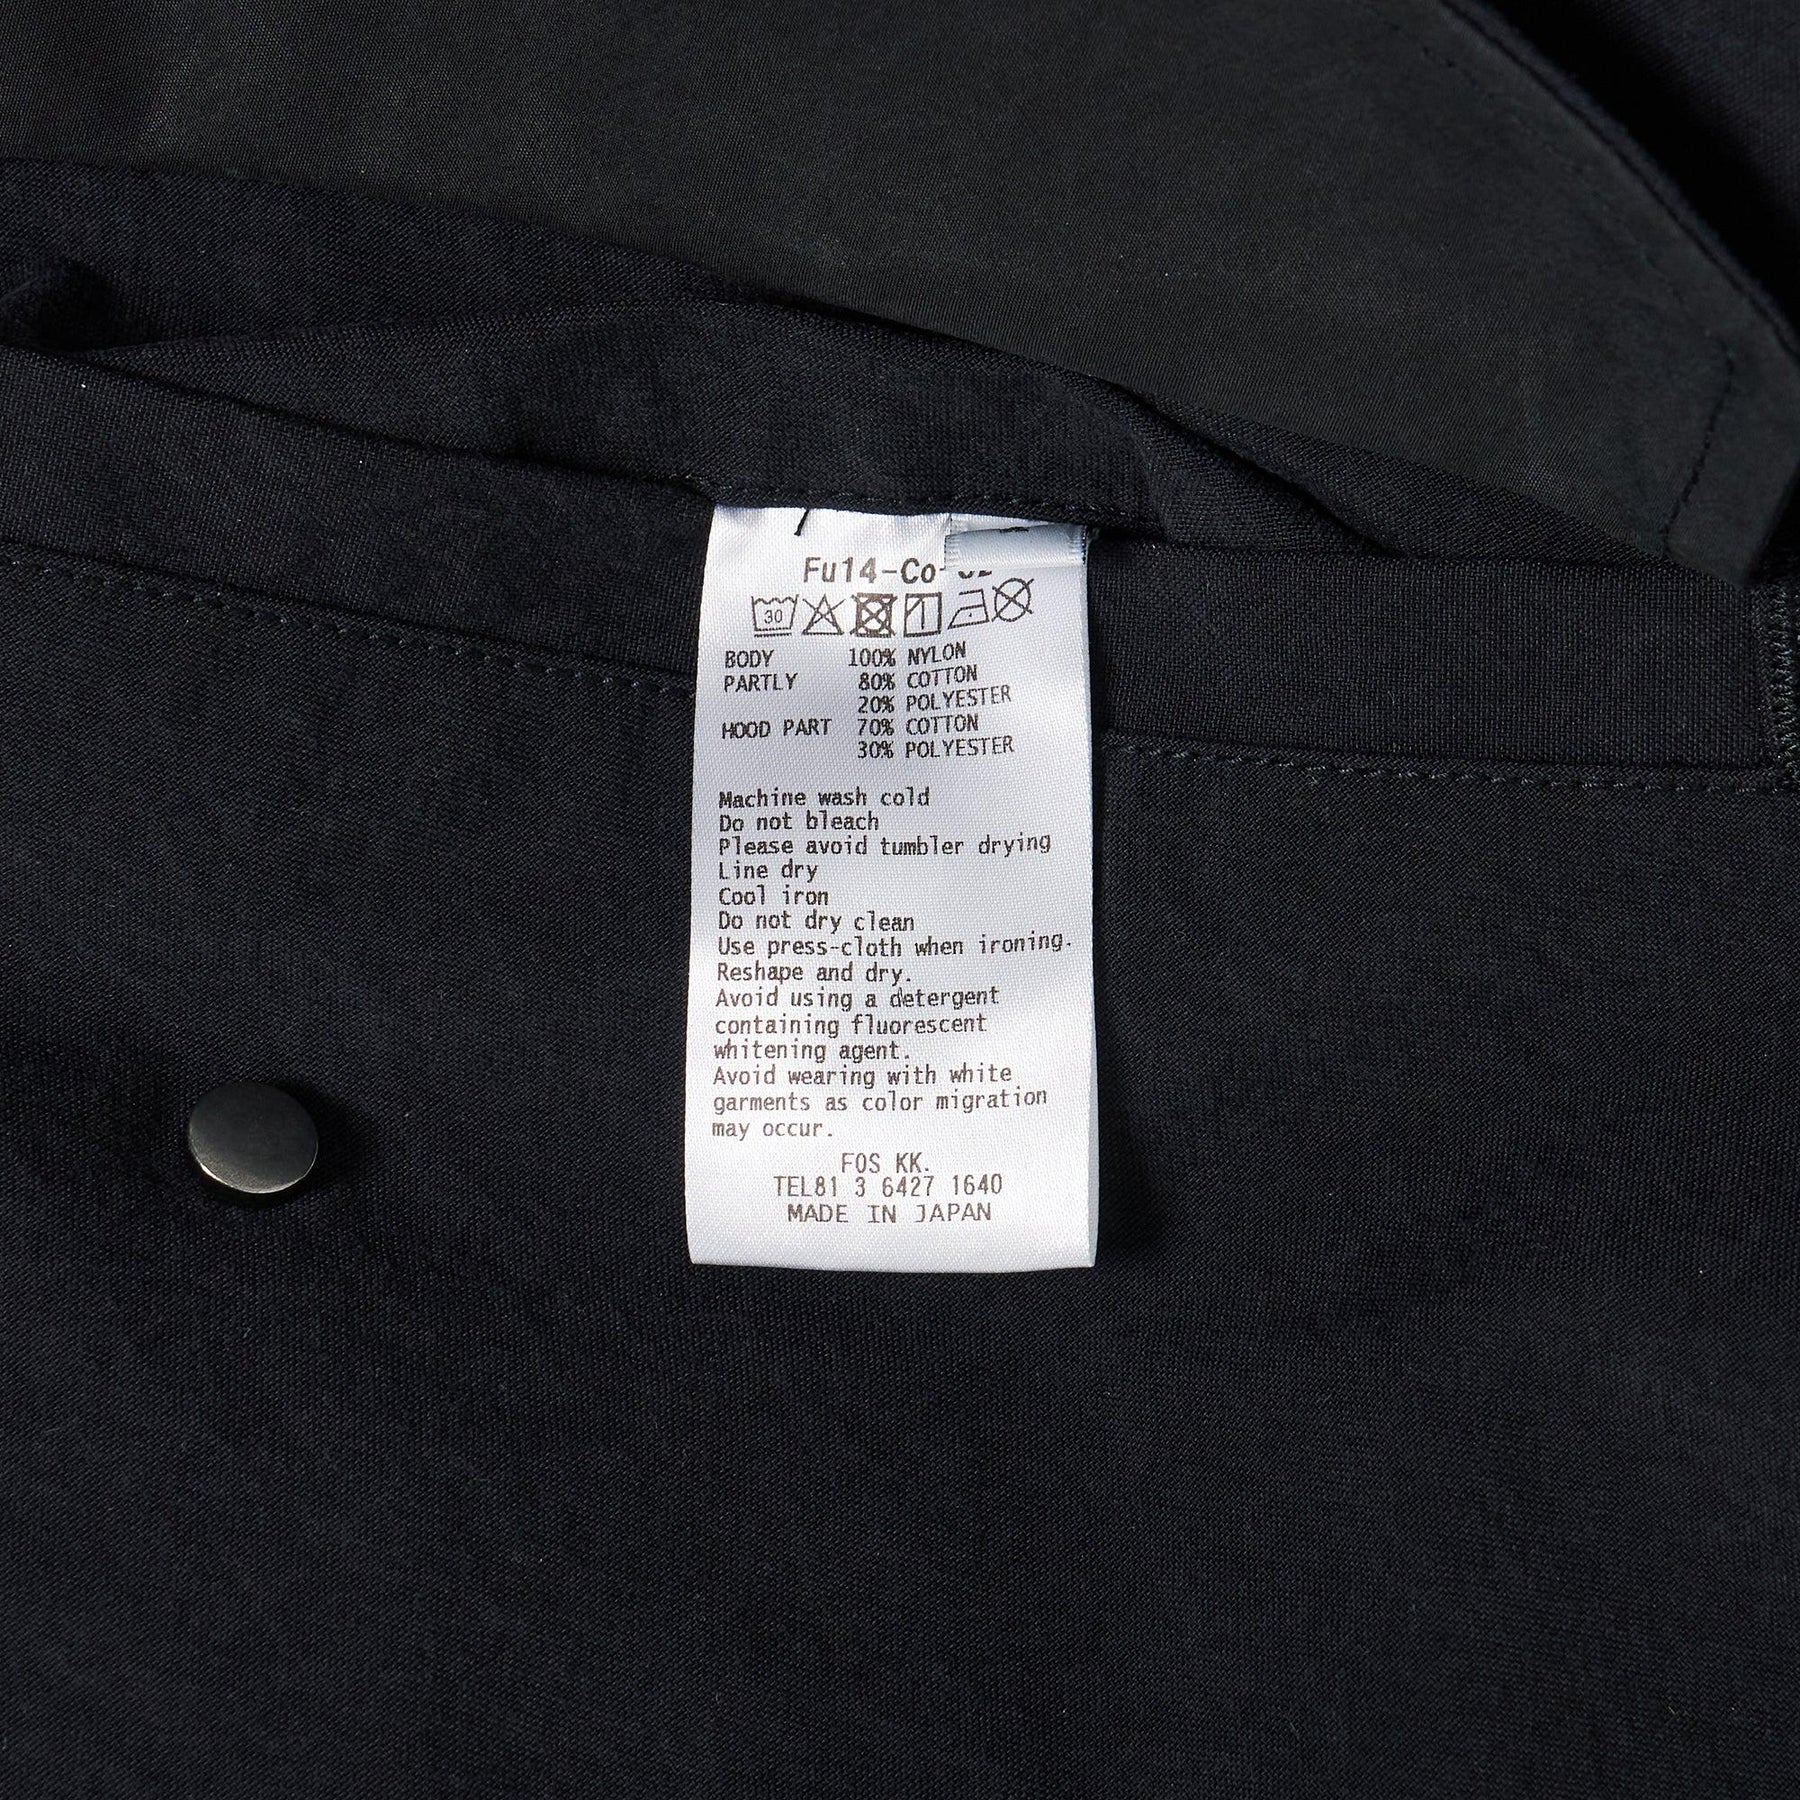 Fu14-Co-
30
BODY 100% NYLON
PARTLY 80% COTTON
20% POLYESTER
HOOD PART 70% COTTON
30% POLYESTER
Machine wash cold
Do not bleach
Please avoid tumbler drying
Line dry
Cool iron
Do not dry clean
Use press-cloth when ironing.
Reshape and dry.
Avoid using a detergent
containing fluorescent
whitening agent.
Avoid wearing with white
garments as color migration
may occur.
FOS KK.
TEL81 3 6427 1640
MADE IN JAPAN